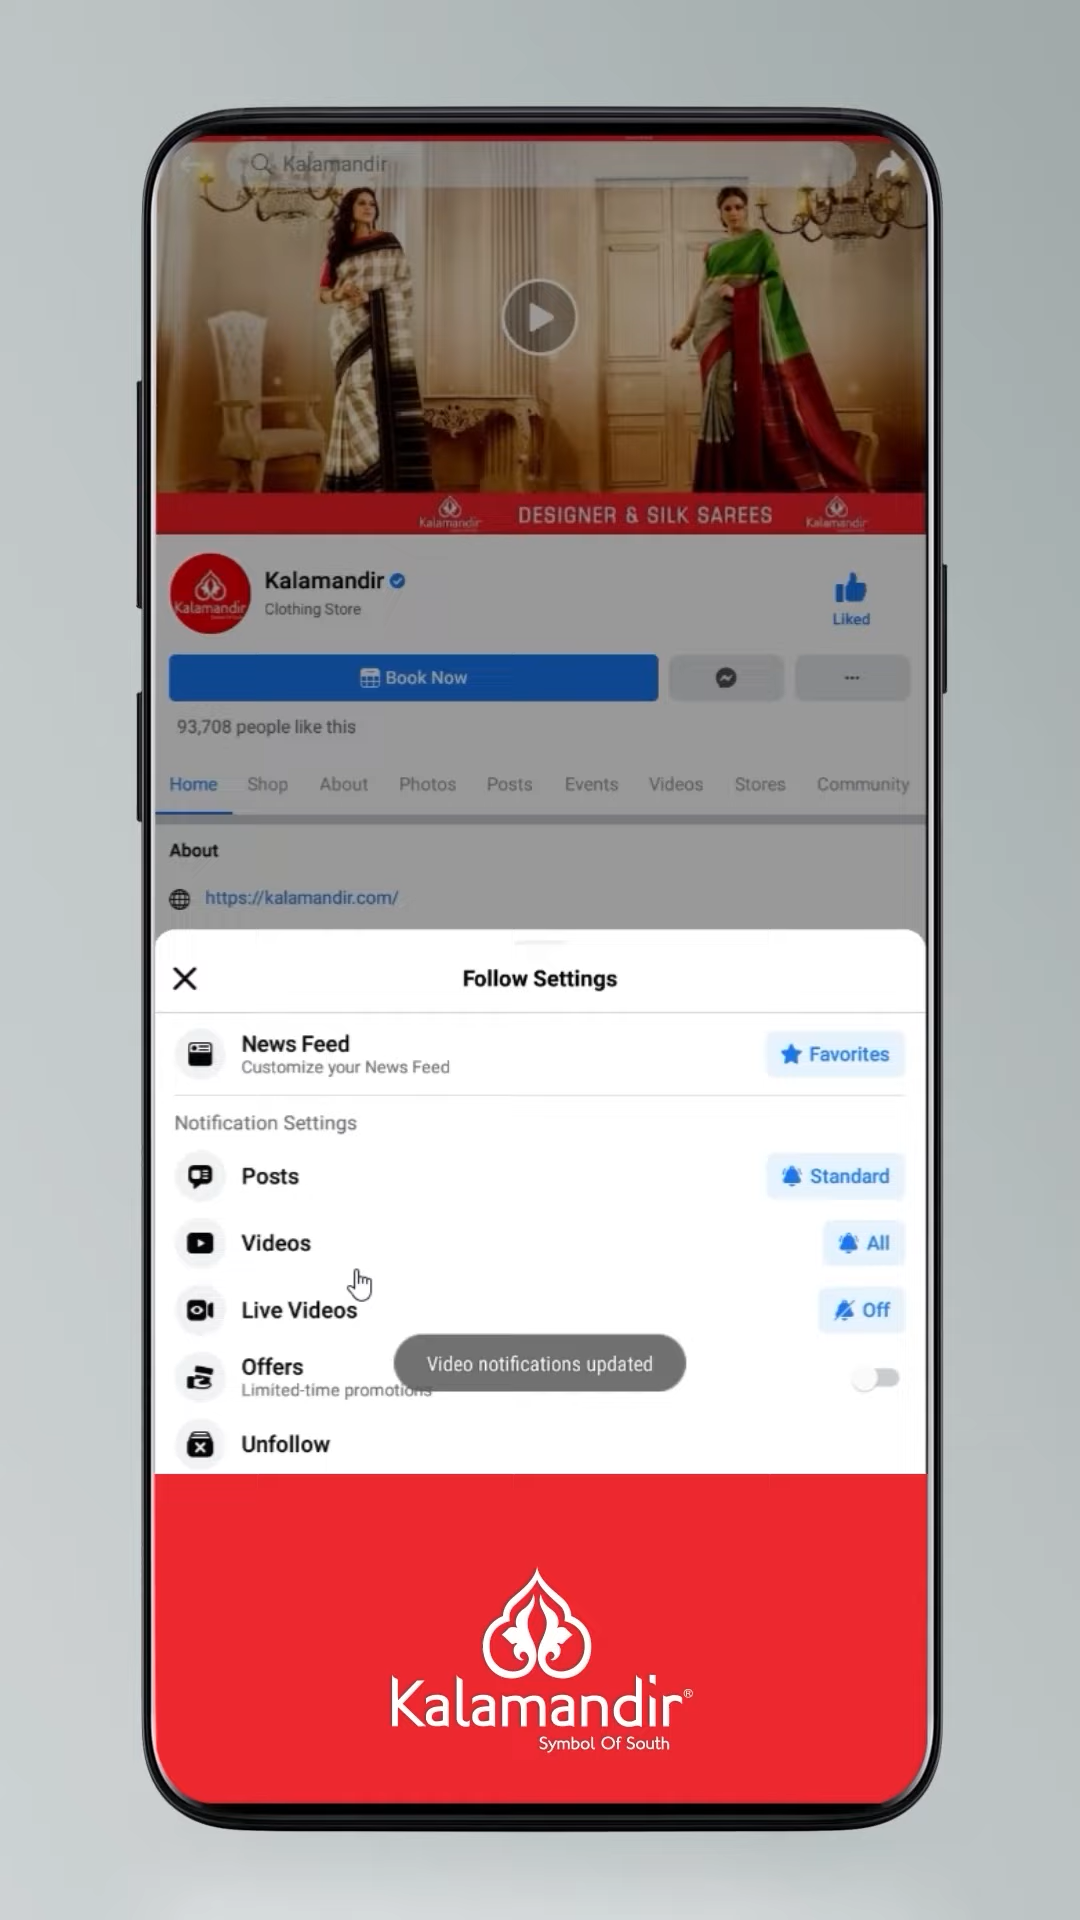 Kalamandir
Kalamandir DESIGNER & SILK SAREES Kalamandir
Kalamandir
Kalamandir
Clothing Store
Liked
Book Now
93,708 people like this
Home Shop About Photos Posts Events Videos Stores Community
About
https://kalamandir.com/
Follow Settings
News Feed
Customize your News Feed
Favorites
Notification Settings
Posts Standard
Videos All
Live Videos Off
Video notifications updated
Offers
Limited-time promotions
Unfollow
Kalamandir®
Symbol Of South